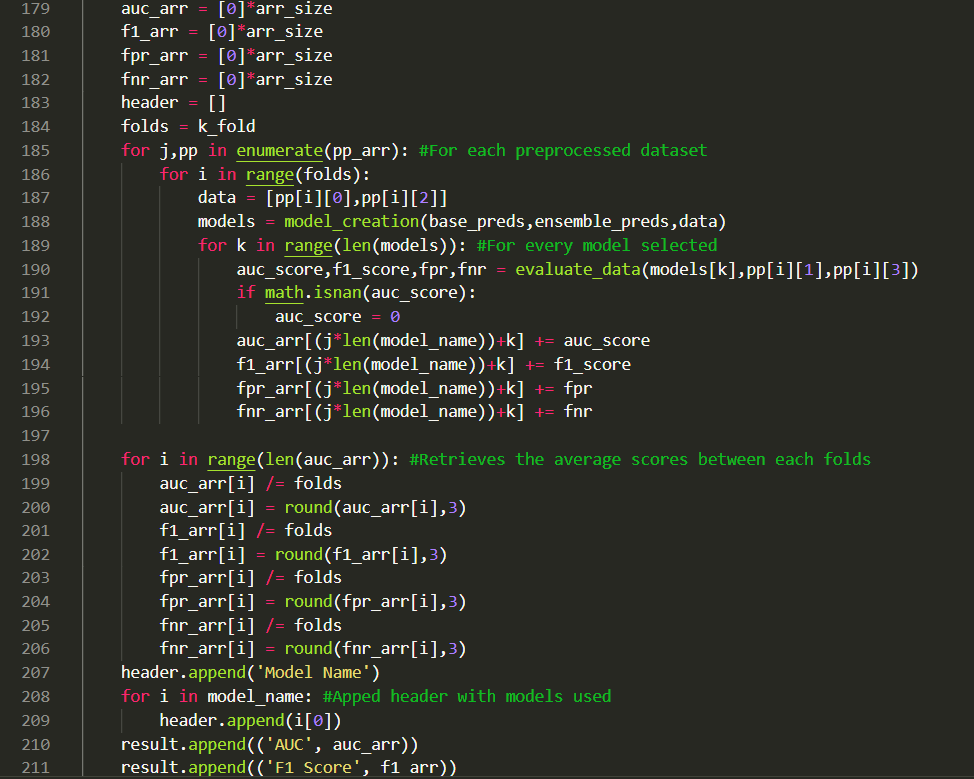 179 auc_arr = [0]*arr_size
180 f1_arr = [0]*arr_size
181 fpr_arr = [0]*arr_size
182 fnr_arr = [0]*arr_size
183 header = []
184 folds = k_fold
185 for j,pp in enumerate(pp_arr): #For each preprocessed dataset
186 for i in range(folds):
187 data = [pp[i][0],pp[i][2]]
188 models = model_creation(base_preds,ensemble_preds,data)
189 for k in range(len(models)): #For every model selected
190 auc_score,f1_score,fpr,fnr = evaluate_data(models[k],pp[i][1],pp[i][3])
191 if math.isnan(auc_score):
192 auc_score = 0
193 auc_arr[(j*len(model_name))+k] += auc_score
194 f1_arr[(j*len(model_name))+k] += f1_score
195 fpr_arr[(j*len(model_name))+k] += fpr
196 fnr_arr[(j*len(model_name))+k] += fnr
197
198 for i in range(len(auc_arr)): #Retrieves the average scores between each folds
199 auc_arr[i] /= folds
200 auc_arr[i] = round(auc_arr[i],3)
201 f1_arr[i] /= folds
202 f1_arr[i] = round(f1_arr[i],3)
203 fpr_arr[i] /= folds
204 fpr_arr[i] = round(fpr_arr[i],3)
205 fnr_arr[i] /= folds
206 fnr_arr[i] = round(fnr_arr[i],3)
207 header.append('Model Name')
208 for i in model_name: #Apped header with models used
209 header.append(i[0])
210 result.append(('AUC', auc_arr))
211 result.append(('F1 Score', f1_arr))